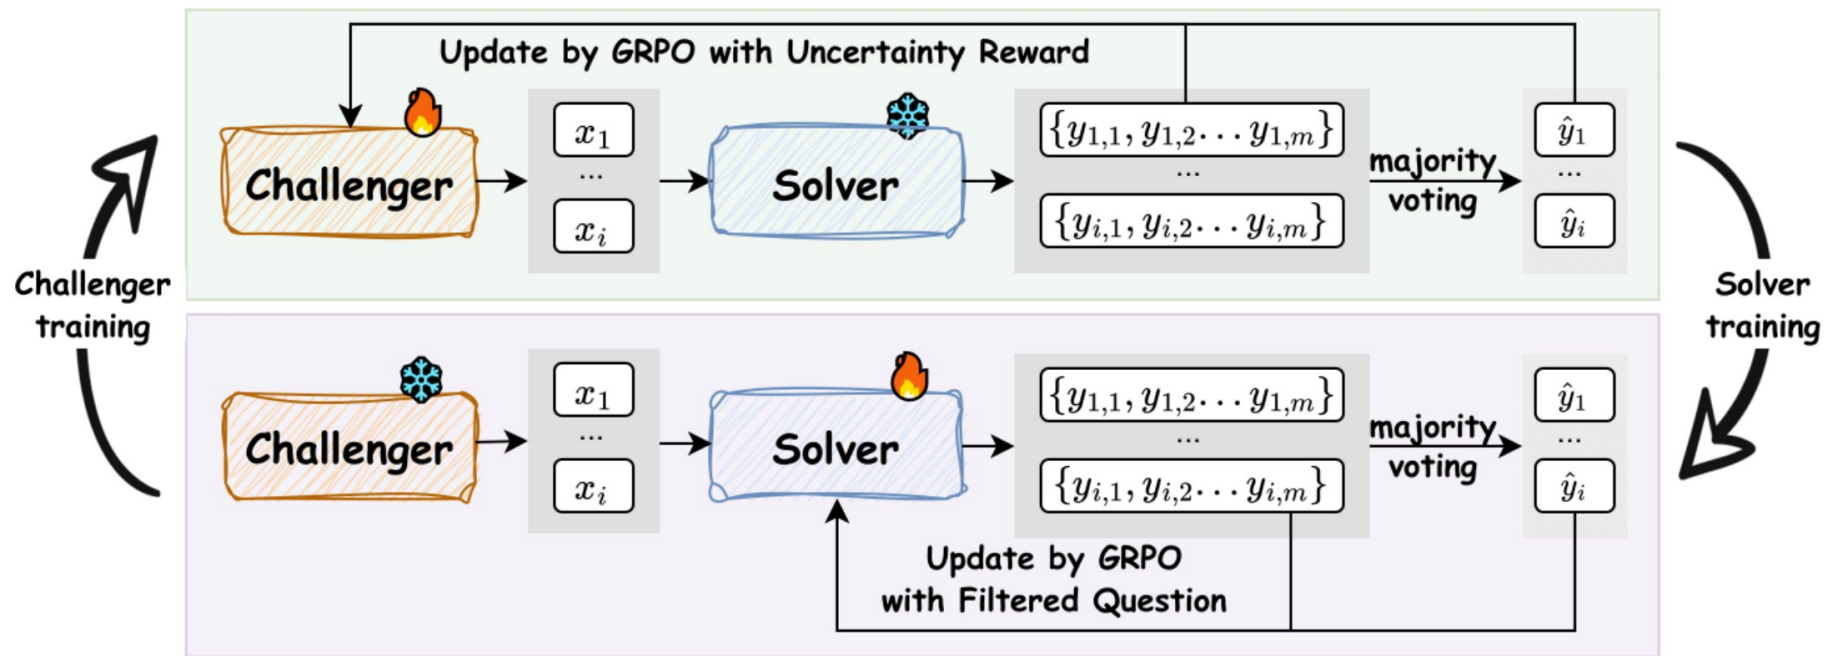 Update by GRPO with Uncertainty Reward
Challenger
x₁
...
xᵢ
Solver
{y₁,₁, y₁,₂... y₁,ₘ}
...
{yᵢ,₁, yᵢ,₂... yᵢ,ₘ}
majority
voting
ŷ₁
...
ŷᵢ
Challenger
training
Solver
training
Challenger
x₁
...
xᵢ
Solver
{y₁,₁, y₁,₂... y₁,ₘ}
...
{yᵢ,₁, yᵢ,₂... yᵢ,ₘ}
majority
voting
ŷ₁
...
ŷᵢ
Update by GRPO
with Filtered Question